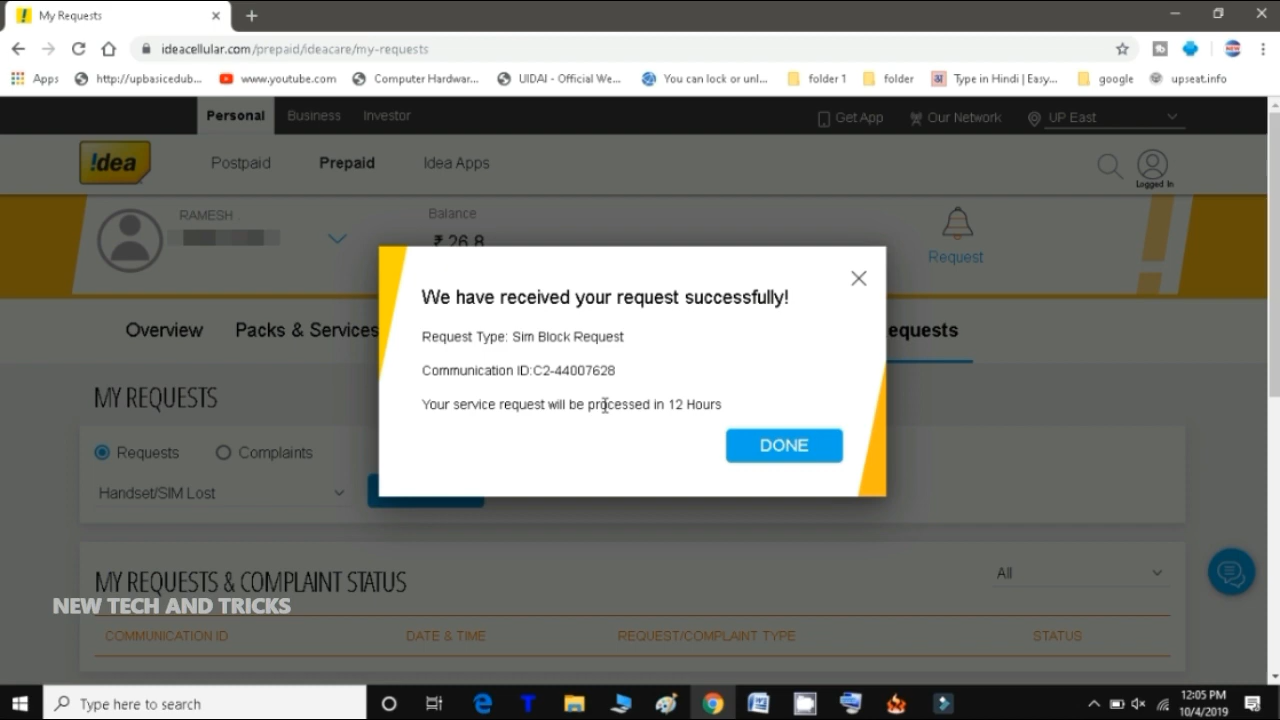 My Requests
ideacellular.com/prepaid/ideacare/my-requests
Apps http://upbasicedub... www.youtube.com Computer Hardwar... UIDAI - Official We... You can lock or unl... folder 1 folder Type in Hindi | Easy... google upseat.info
Personal Business Investor Get App Our Network UP East
!dea Postpaid Prepaid Idea Apps Logged In
RAMESH Balance
₹ 26.8
Request
Overview Packs & Services equests
We have received your request successfully!
Request Type: Sim Block Request
Communication ID:C2-44007628
Your service request will be processed in 12 Hours
DONE
MY REQUESTS
Requests Complaints
Handset/SIM Lost
MY REQUESTS & COMPLAINT STATUS All
NEW TECH AND TRICKS
COMMUNICATION ID DATE & TIME REQUEST/COMPLAINT TYPE STATUS
Type here to search
12:05 PM
10/4/2019